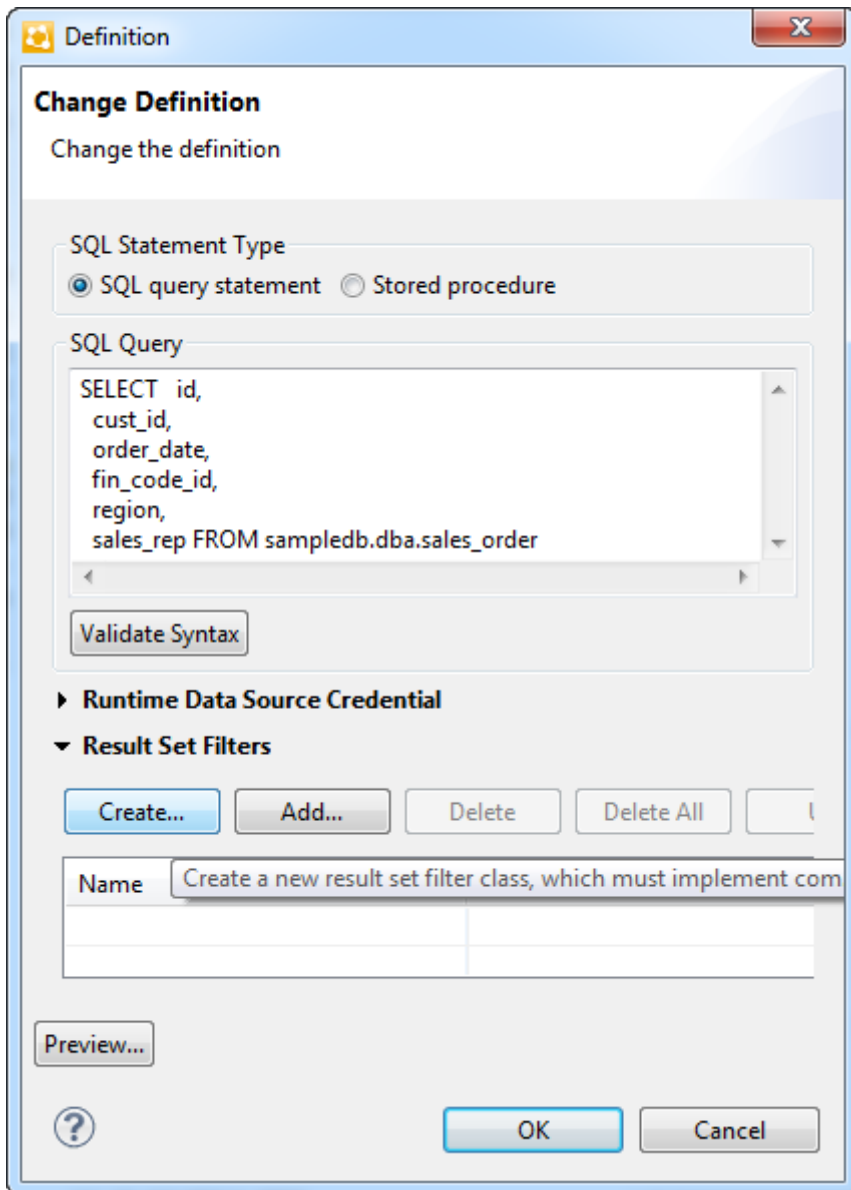 Definition
Change Definition
Change the definition
SQL Statement Type
SQL query statement Stored procedure
SQL Query
SELECT id,
cust_id,
order_date,
fin_code_id,
region,
sales_rep FROM sampledb.dba.sales_order
Validate Syntax
Runtime Data Source Credential
Result Set Filters
Create... Add... Delete Delete All
Name Create a new result set filter class, which must implement com
Preview...
? OK Cancel